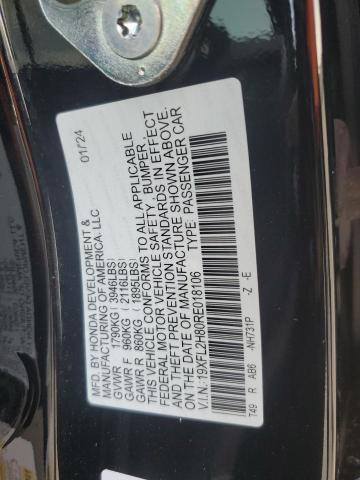 MFD. BY HONDA DEVELOPMENT &
MANUFACTURING OF AMERICA, LLC 01/24
GVWR 1790KG( 3946LBS)
GAWR F 960KG ( 2116LBS)
GAWR R 860KG ( 1895LBS)
THIS VEHICLE CONFORMS TO ALL APPLICABLE
FEDERAL MOTOR VEHICLE SAFETY, BUMPER,
AND THEFT PREVENTION STANDARDS IN EFFECT
ON THE DATE OF MANUFACTURE SHOWN ABOVE.
V.I.N.: 19XFL2H80RE018106 TYPE: PASSENGER CAR
T49 R AB6 -NH731P -Z -E